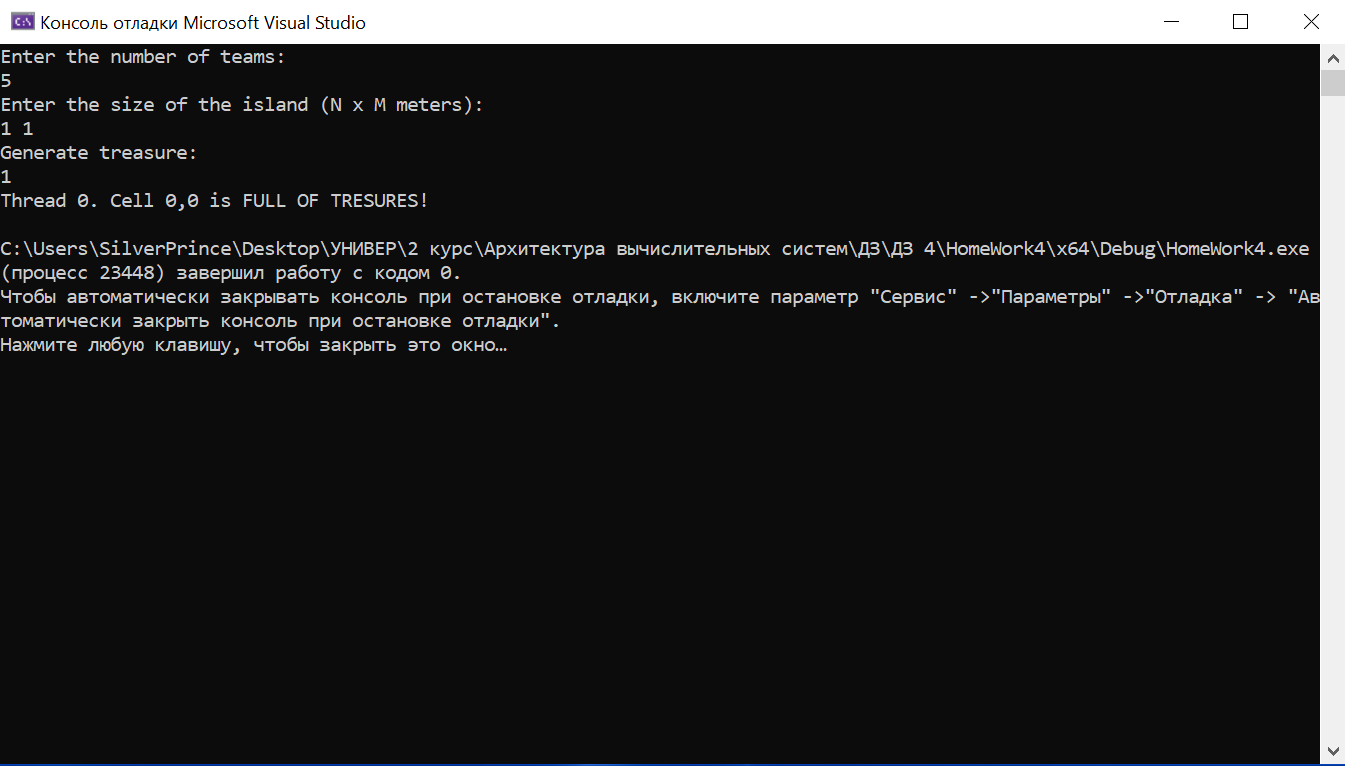 Консоль отладки Microsoft Visual Studio
Enter the number of teams:
5
Enter the size of the island (N x M meters):
1 1
Generate treasure:
1
Thread 0. Cell 0,0 is FULL OF TRESURES!
C:\Users\SilverPrince\Desktop\УНИВЕР\2 курс\Архитектура вычислительных систем\ДЗ\ДЗ 4\HomeWork4\x64\Debug\HomeWork4.exe
(процесс 23448) завершил работу с кодом 0.
Чтобы автоматически закрывать консоль при остановке отладки, включите параметр "Сервис" ->"Параметры" ->"Отладка" -> "Ав
томатически закрыть консоль при остановке отладки".
Нажмите любую клавишу, чтобы закрыть это окно…